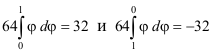 64∫₀¹ φ dφ = 32 и 64∫₁⁰ φ dφ = −32